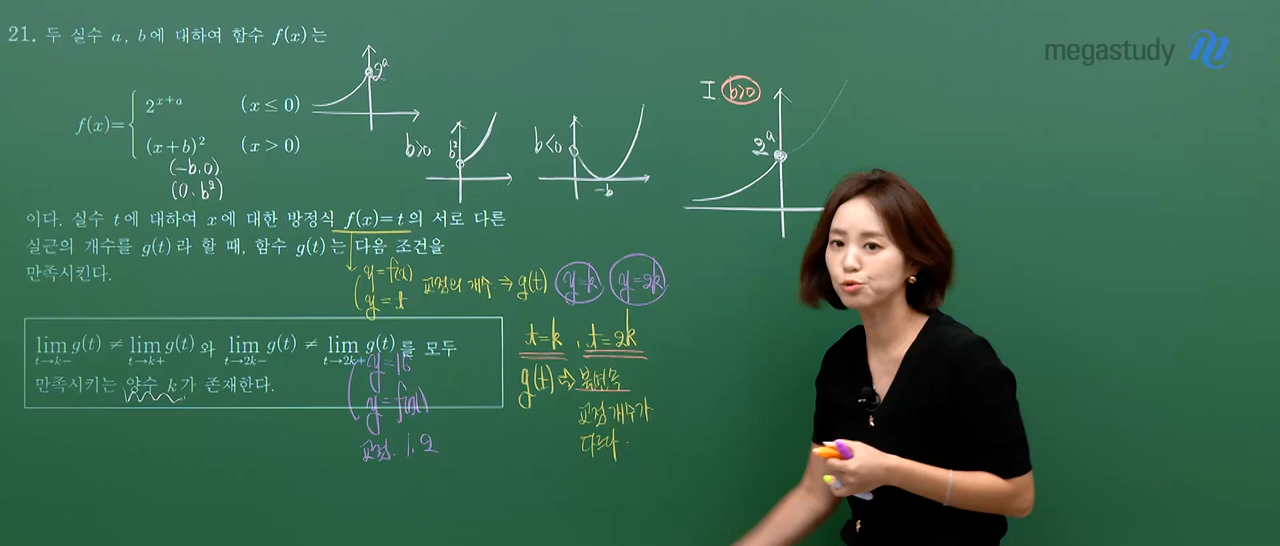 21. 두 실수 a, b에 대하여 함수 f(x)는
megastudy
f(x)= { 2^{x+a} (x ≤ 0)
(x+b)^2 (x > 0)
(-b, 0)
(0, b^2)
2^a
b>0
b^2
b<0
-b
I. b>0
2^a
이다. 실수 t에 대하여 x에 대한 방정식 f(x)=t의 서로 다른
실근의 개수를 g(t)라 할 때, 함수 g(t)는 다음 조건을
만족시킨다.
y=f(x)
y=t
교점의 개수 ⇒ g(t)
y=k
y=2k
lim_{t→k-} g(t) ≠ lim_{t→k+} g(t) 와 lim_{t→2k-} g(t) ≠ lim_{t→2k+} g(t) 를 모두
만족시키는 양수 k가 존재한다.
t=k, t=2k
g(t) ⇒ 불연속
교점 개수가
다르다.
y=16
y=f(x)
교점. 1, 2